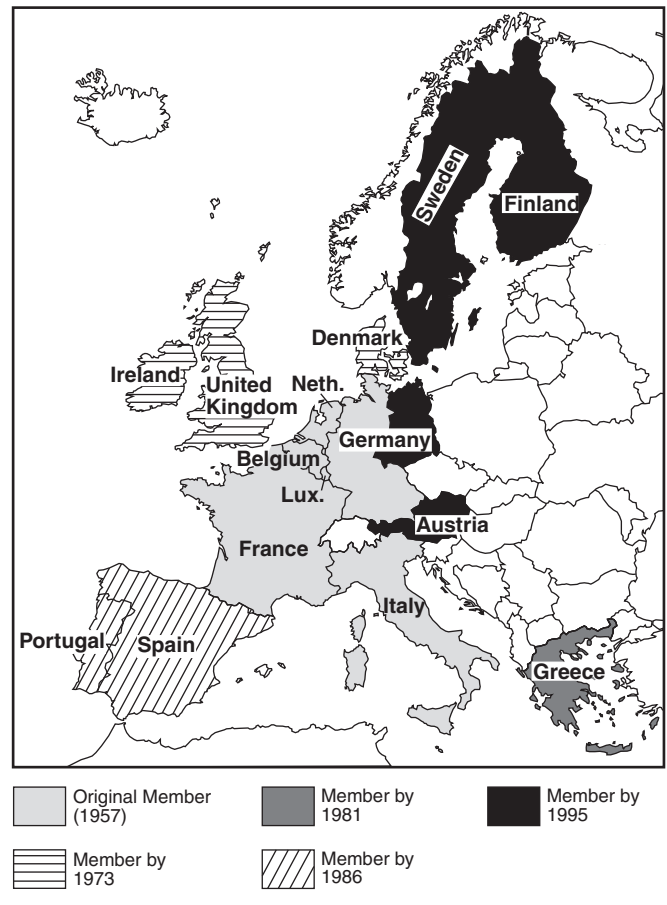 Sweden
Finland
Denmark
Ireland
United
Kingdom
Neth.
Germany
Belgium
Lux.
Austria
France
Italy
Portugal
Spain
Greece
Original Member
(1957)
Member by
1981
Member by
1995
Member by
1973
Member by
1986